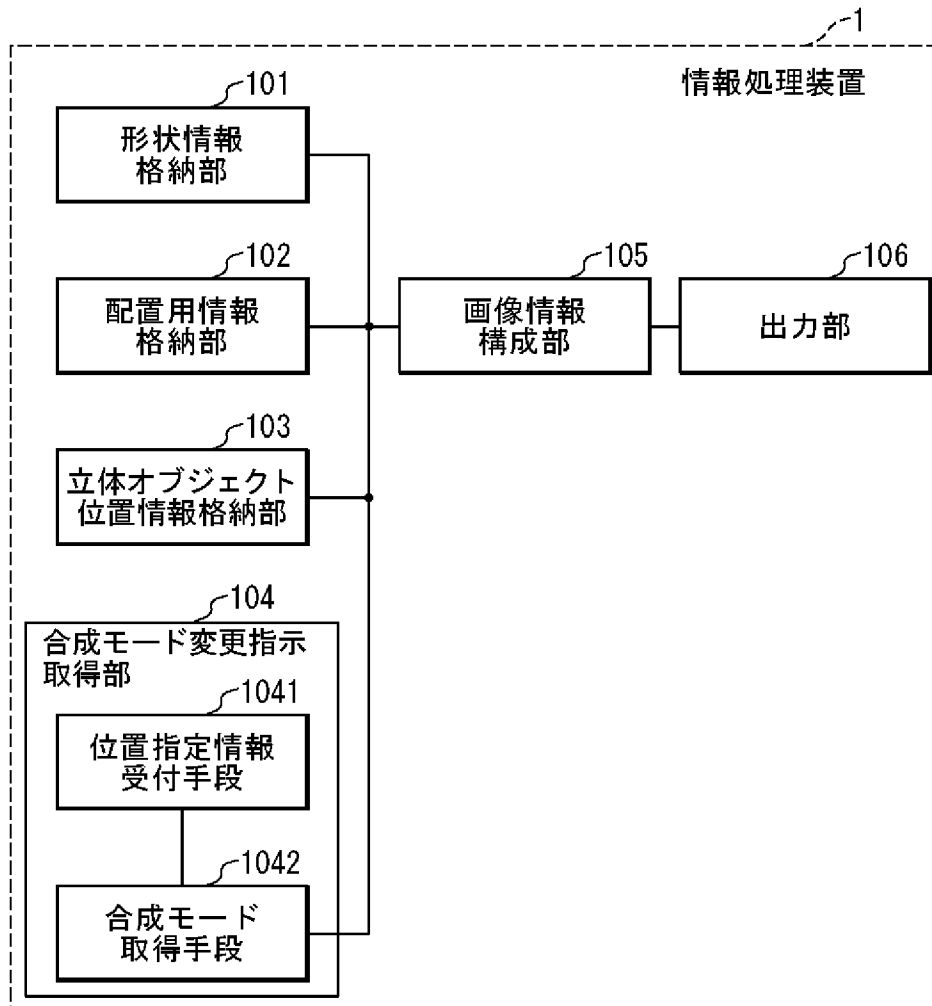 1
情報処理装置
101
形状情報
格納部
102
配置用情報
格納部
105
画像情報
構成部
106
出力部
103
立体オブジェクト
位置情報格納部
104
合成モード変更指示
取得部
1041
位置指定情報
受付手段
1042
合成モード
取得手段